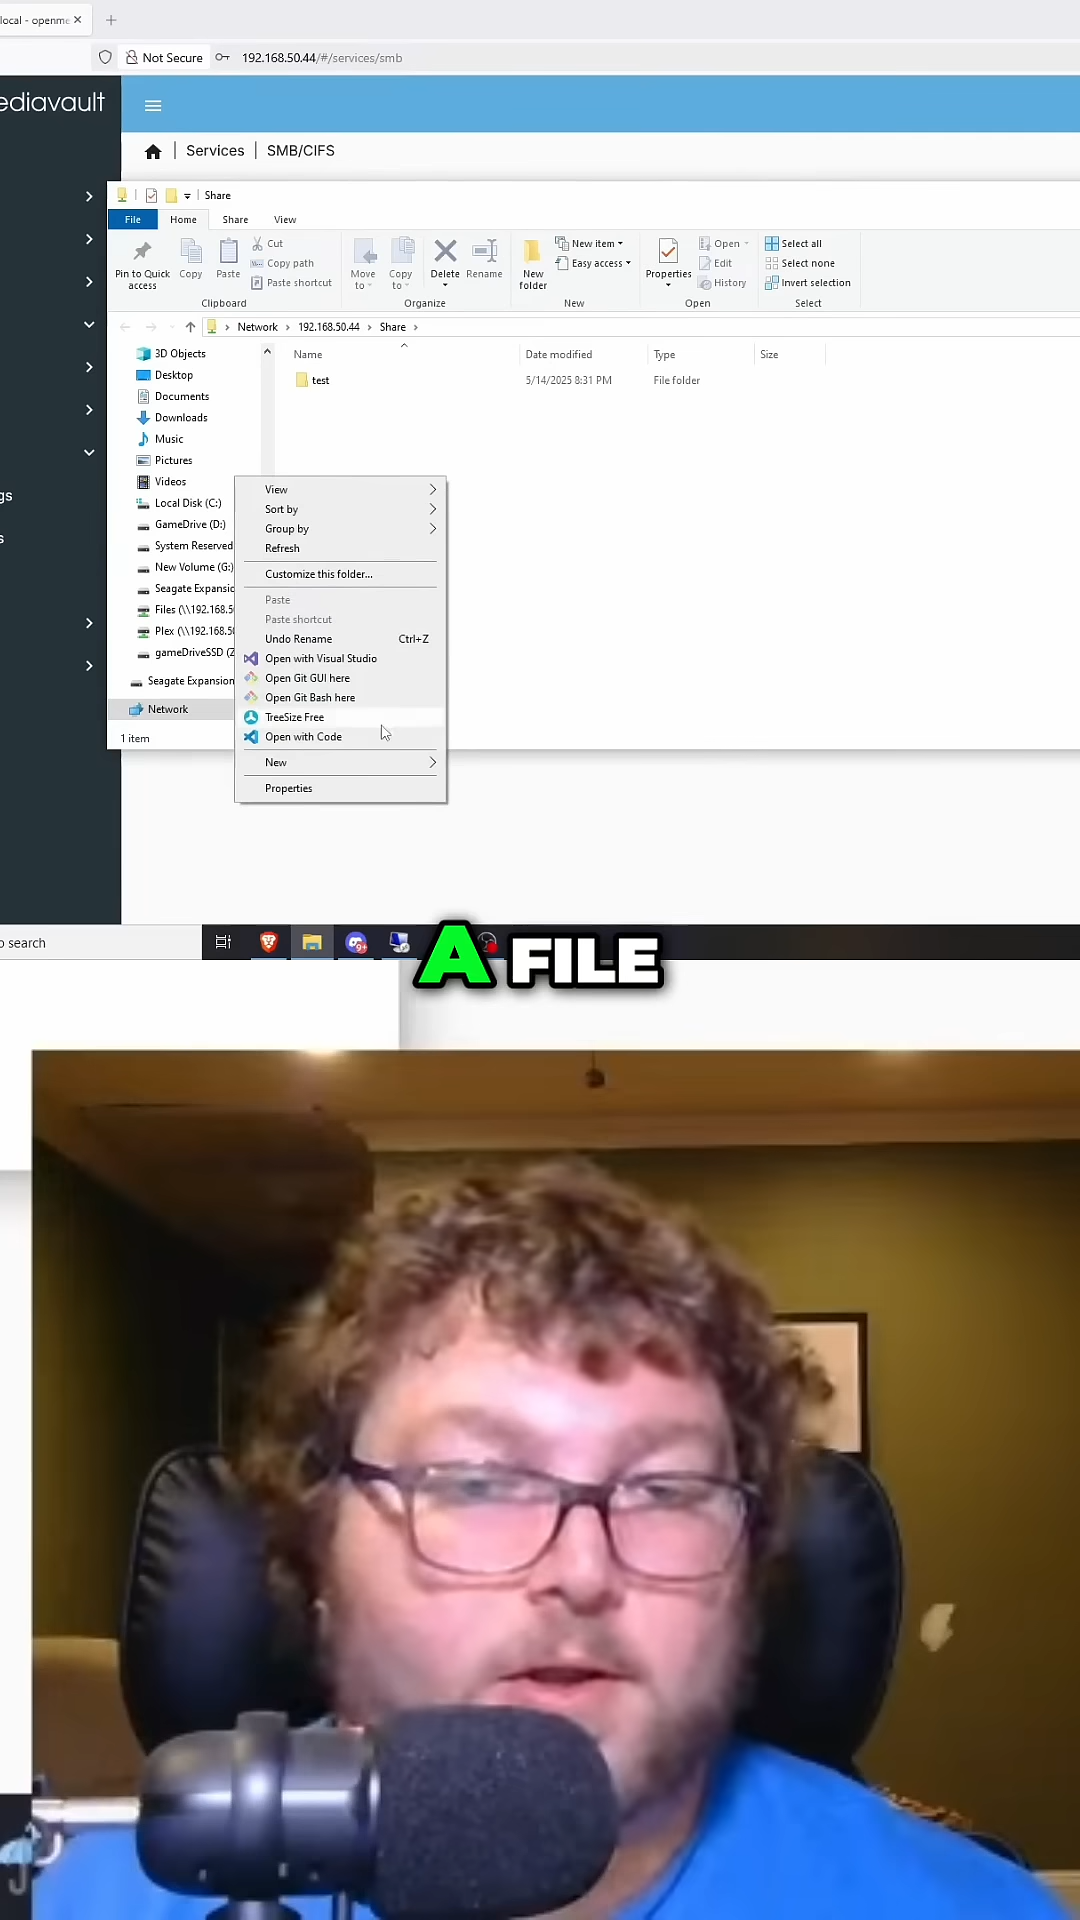 local - openme
Not Secure 192.168.50.44/#/services/smb
ediavault
Services | SMB/CIFS
Share
File Home Share View
Pin to Quick access
Copy
Paste
Cut
Copy path
Paste shortcut
Clipboard
Move to
Copy to
Delete
Rename
Organize
New folder
New item
Easy access
New
Properties
Open
Edit
History
Open
Select all
Select none
Invert selection
Select
Network > 192.168.50.44 > Share >
Name Date modified Type Size
test 5/14/2025 8:31 PM File folder
3D Objects
Desktop
Documents
Downloads
Music
Pictures
Videos
Local Disk (C:)
GameDrive (D:)
System Reserved
New Volume (G:)
Seagate Expansio
Files (\\192.168.50
Plex (\\192.168.50
gameDriveSSD (Z
Seagate Expansion
Network
1 item
gs
s
View
Sort by
Group by
Refresh
Customize this folder...
Paste
Paste shortcut
Undo Rename Ctrl+Z
Open with Visual Studio
Open Git GUI here
Open Git Bash here
TreeSize Free
Open with Code
New
Properties
o search
9+
A FILE